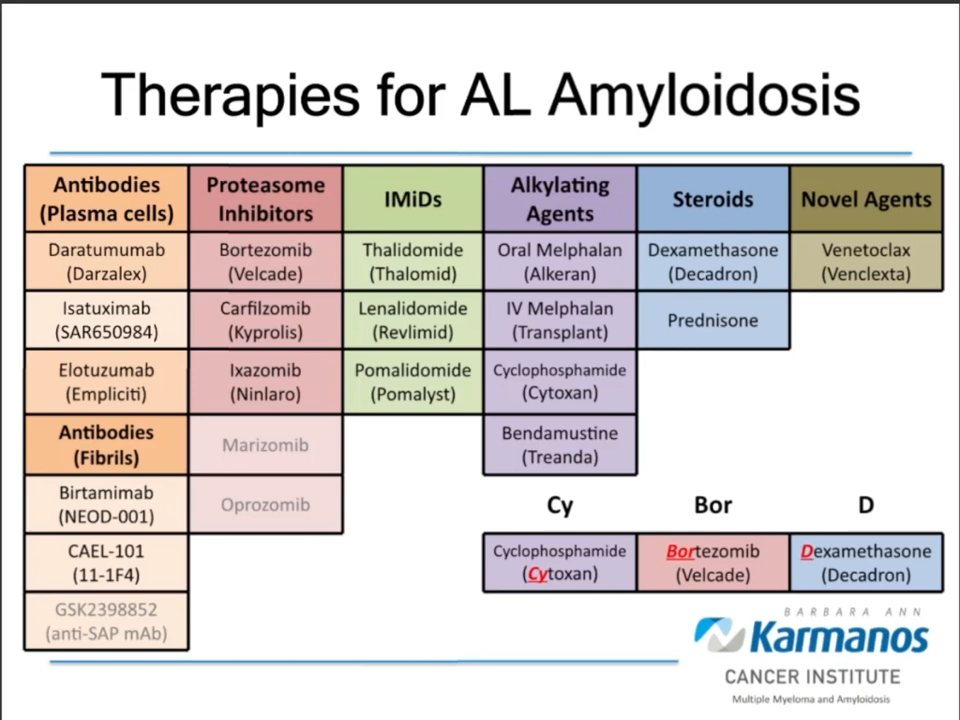 Therapies for AL Amyloidosis
Antibodies
(Plasma cells)
Proteasome
Inhibitors
IMiDs
Alkylating
Agents
Steroids
Novel Agents
Daratumumab
(Darzalex)
Bortezomib
(Velcade)
Thalidomide
(Thalomid)
Oral Melphalan
(Alkeran)
Dexamethasone
(Decadron)
Venetoclax
(Venclexta)
Isatuximab
(SAR650984)
Carfilzomib
(Kyprolis)
Lenalidomide
(Revlimid)
IV Melphalan
(Transplant)
Prednisone
Elotuzumab
(Empliciti)
Ixazomib
(Ninlaro)
Pomalidomide
(Pomalyst)
Cyclophosphamide
(Cytoxan)
Antibodies
(Fibrils)
Marizomib
Bendamustine
(Treanda)
Birtamimab
(NEOD-001)
Oprozomib
Cy
Bor
D
CAEL-101
(11-1F4)
Cyclophosphamide
(Cytoxan)
Bortezomib
(Velcade)
Dexamethasone
(Decadron)
GSK2398852
(anti-SAP mAb)
BARBARA ANN
Karmanos
CANCER INSTITUTE
Multiple Myeloma and Amyloidosis